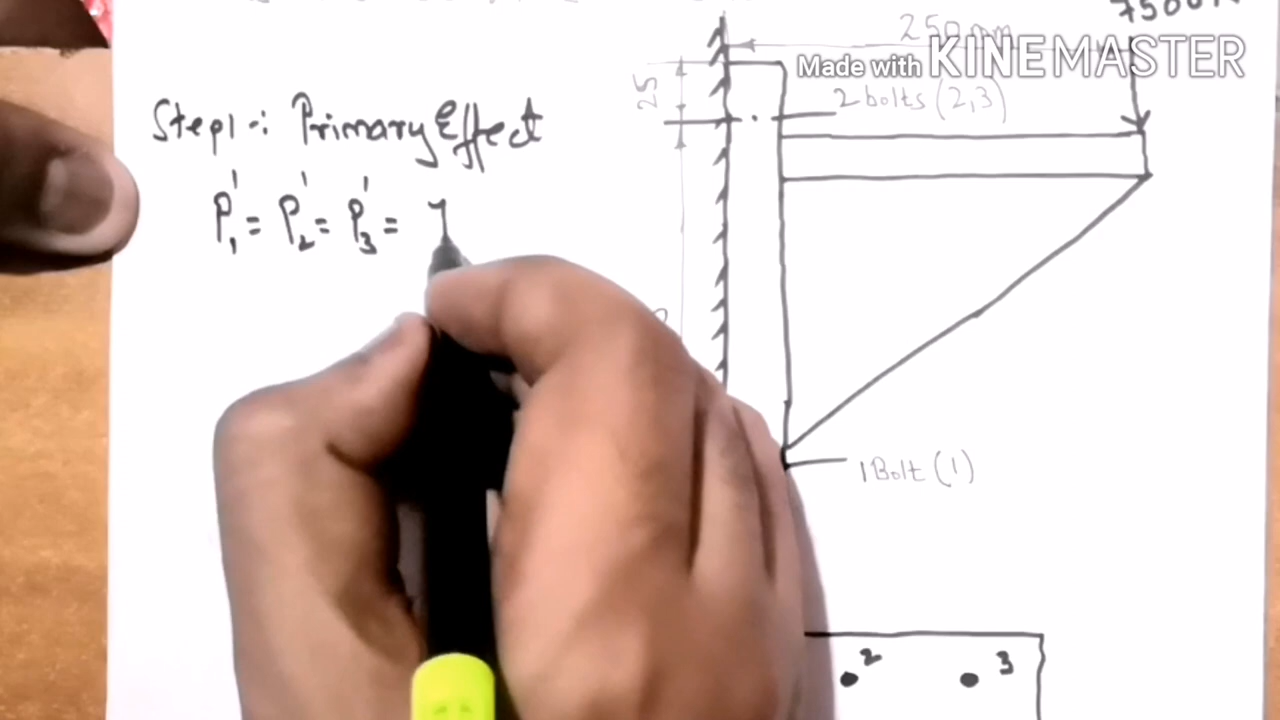 7500
250 mm
Made with KINEMASTER
25
2 bolts (2,3)
Step1 -: Primary Effect
P₁' = P₂' = P₃' = 7
1 Bolt (1)
2
3